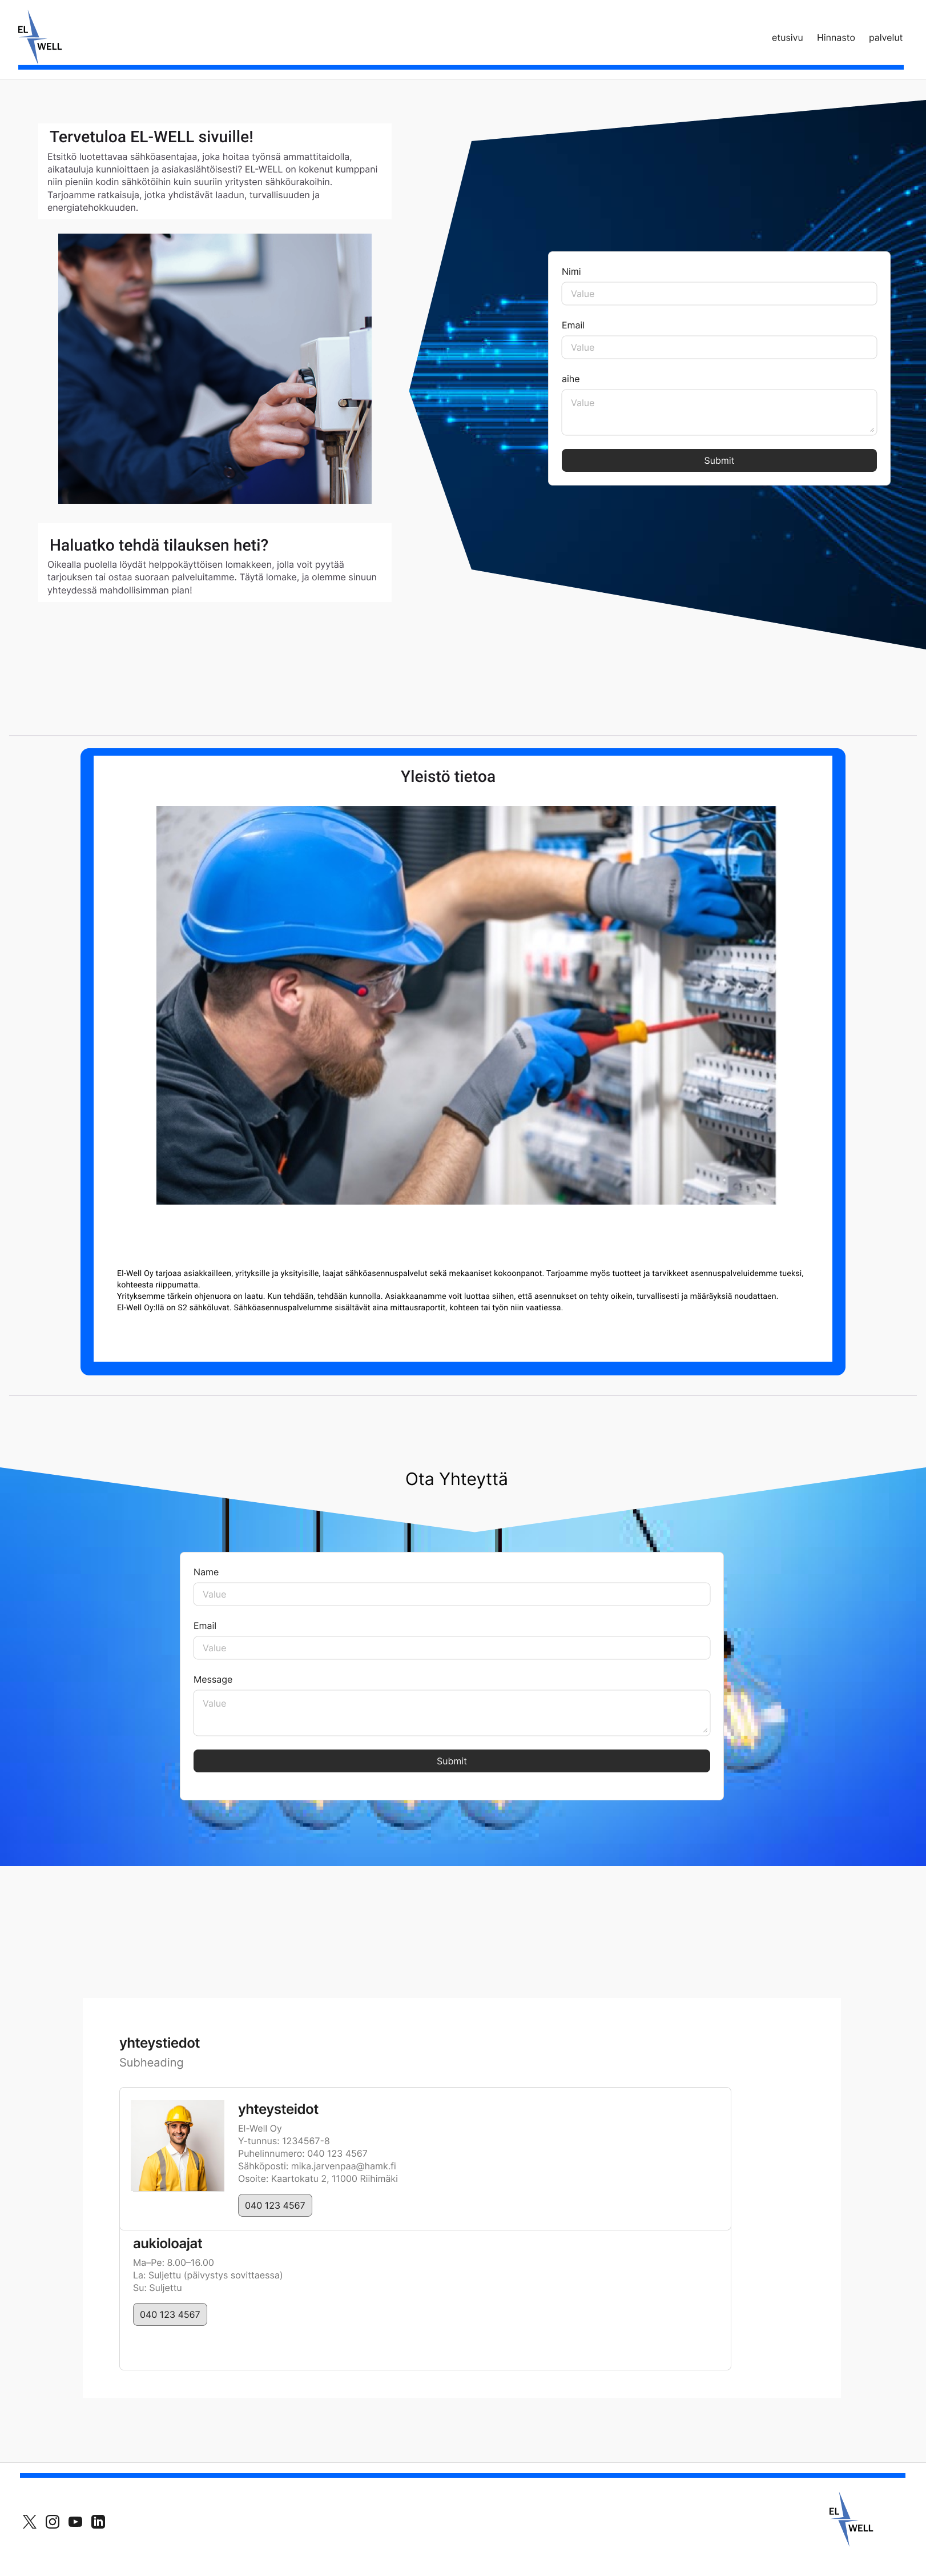 EL
WELL
etusivu Hinnasto palvelut
Tervetuloa EL-WELL sivuille!
Etsitkö luotettavaa sähköasentajaa, joka hoitaa työnsä ammattitaidolla,
aikatauluja kunnioittaen ja asiakaslähtöisesti? EL-WELL on kokenut kumppani
niin pieniin kodin sähkötöihin kuin suuriin yritysten sähköurakoihin.
Tarjoamme ratkaisuja, jotka yhdistävät laadun, turvallisuuden ja
energiatehokkuuden.
Nimi
Value
Email
Value
aihe
Value
Submit
Haluatko tehdä tilauksen heti?
Oikealla puolella löydät helppokäyttöisen lomakkeen, jolla voit pyytää
tarjouksen tai ostaa suoraan palveluitamme. Täytä lomake, ja olemme sinuun
yhteydessä mahdollisimman pian!
Yleistö tietoa
El-Well Oy tarjoaa asiakkailleen, yrityksille ja yksityisille, laajat sähköasennuspalvelut sekä mekaaniset kokoonpanot. Tarjoamme myös tuotteet ja tarvikkeet asennuspalveluidemme tueksi,
kohteesta riippumatta.
Yrityksemme tärkein ohjenuora on laatu. Kun tehdään, tehdään kunnolla. Asiakkaanamme voit luottaa siihen, että asennukset on tehty oikein, turvallisesti ja määräyksiä noudattaen.
El-Well Oy:llä on S2 sähköluvat. Sähköasennuspalvelumme sisältävät aina mittausraportit, kohteen tai työn niin vaatiessa.
Ota Yhteyttä
Name
Value
Email
Value
Message
Value
Submit
yhteystiedot
Subheading
yhteysteidot
El-Well Oy
Y-tunnus: 1234567-8
Puhelinnumero: 040 123 4567
Sähköposti: mika.jarvenpaa@hamk.fi
Osoite: Kaartokatu 2, 11000 Riihimäki
040 123 4567
aukioloajat
Ma–Pe: 8.00–16.00
La: Suljettu (päivystys sovittaessa)
Su: Suljettu
040 123 4567
EL
WELL